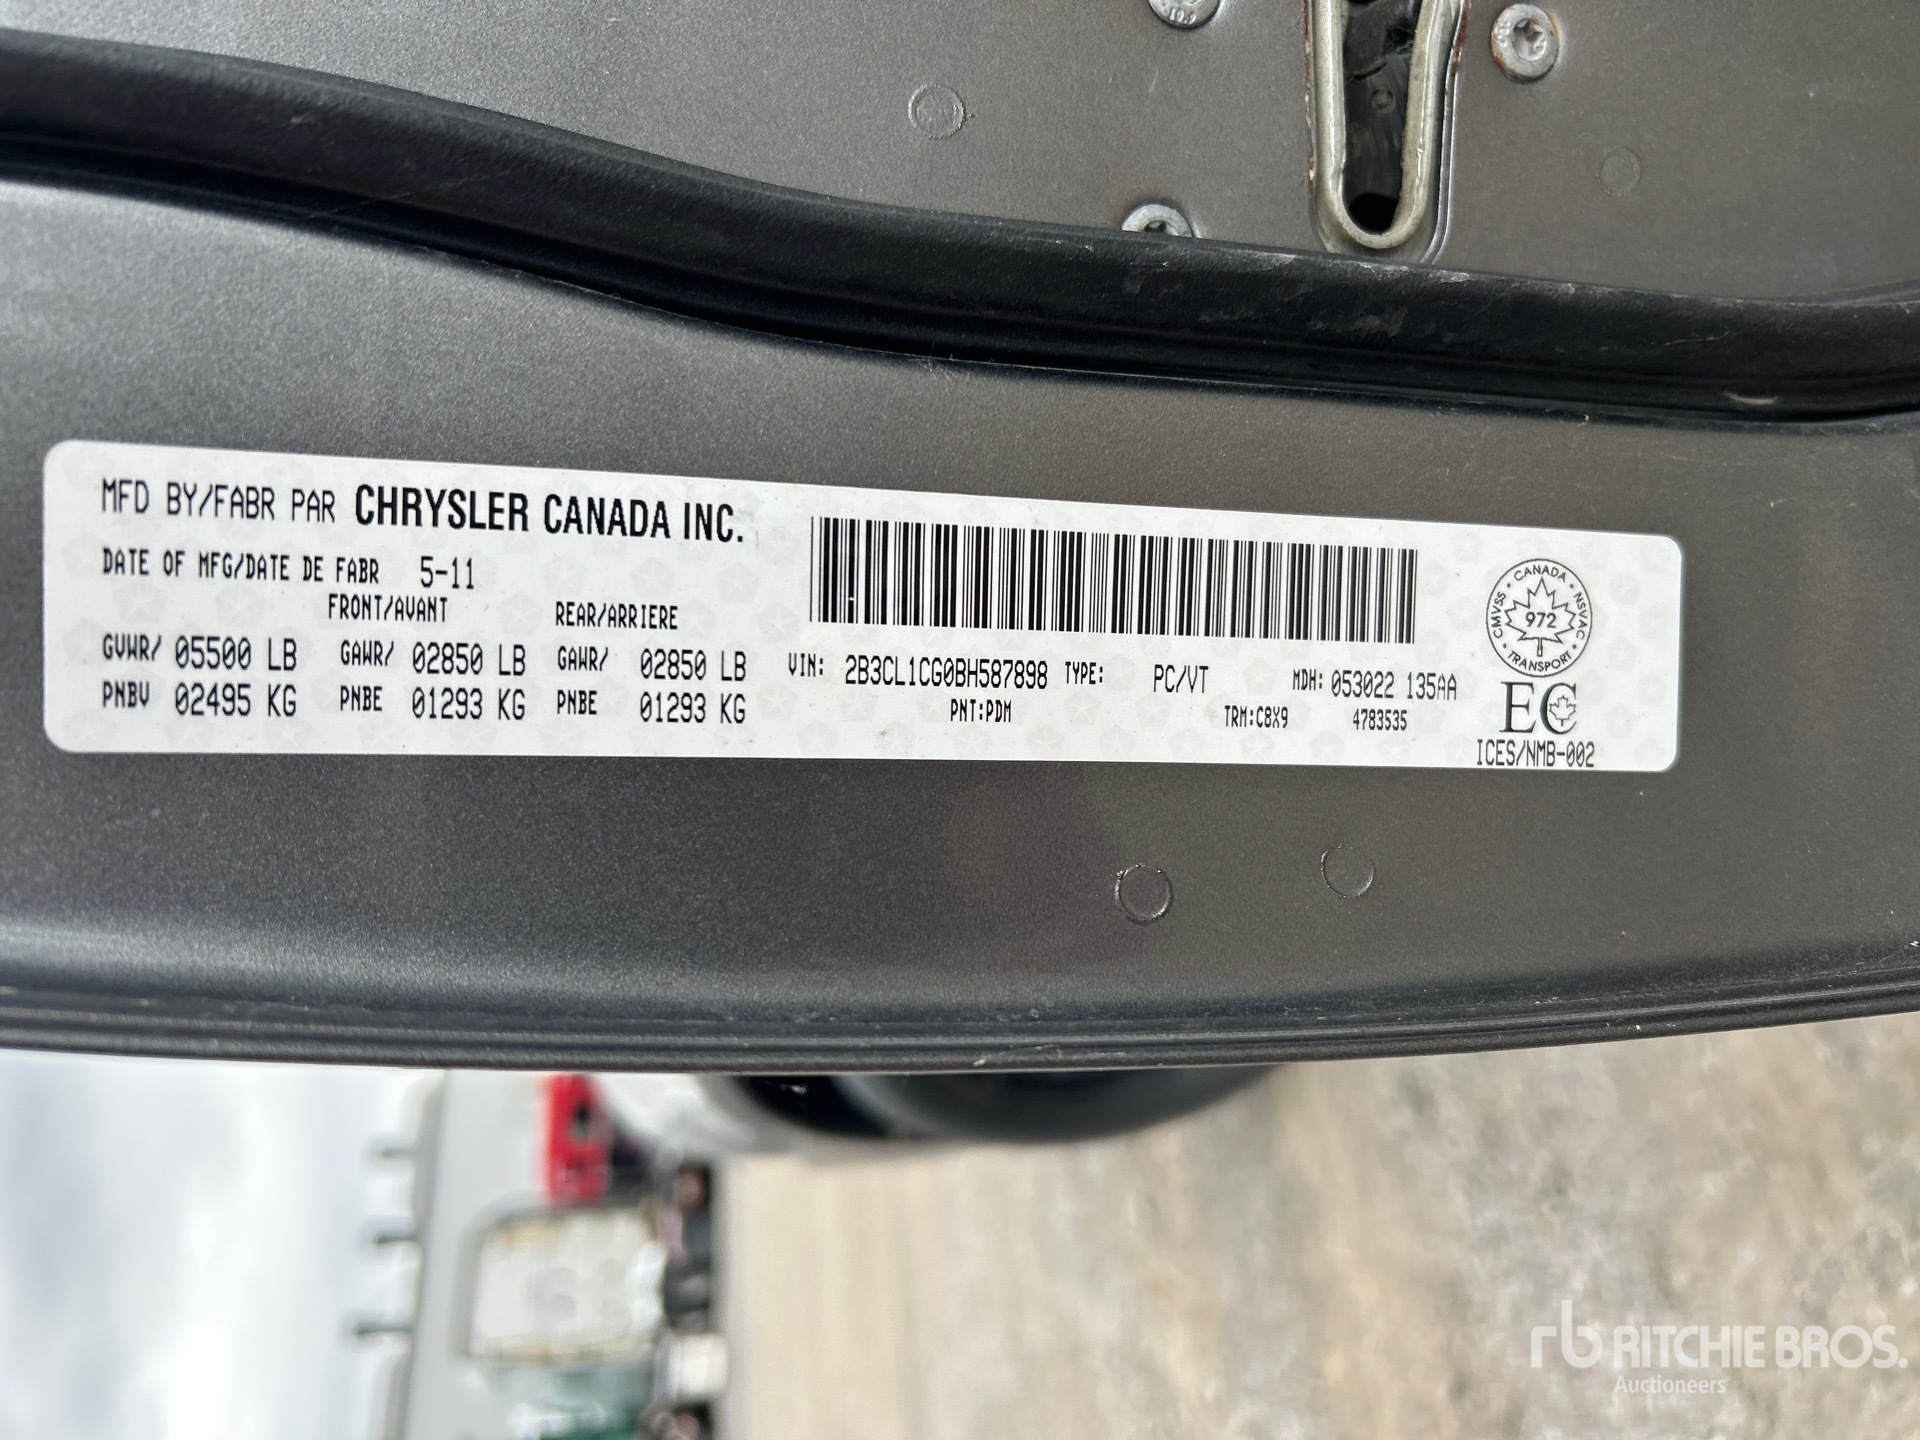 MFD BY/FABR PAR CHRYSLER CANADA INC.
DATE OF MFG/DATE DE FABR 5-11
FRONT/AVANT REAR/ARRIERE
GVWR/ 05500 LB GAWR/ 02850 LB GAWR/ 02850 LB
PNBV 02495 KG PNBE 01293 KG PNBE 01293 KG
VIN: 2B3CL1CG0BH587898 TYPE: PC/VT MDH: 053022 135AA
PNT:PDM TRM:C8X9 4783535
CANADA • NSVAC • TRANSPORT • CMVSS •
972
EC
ICES/NMB-002
10.9
rb RITCHIE BROS.
Auctioneers